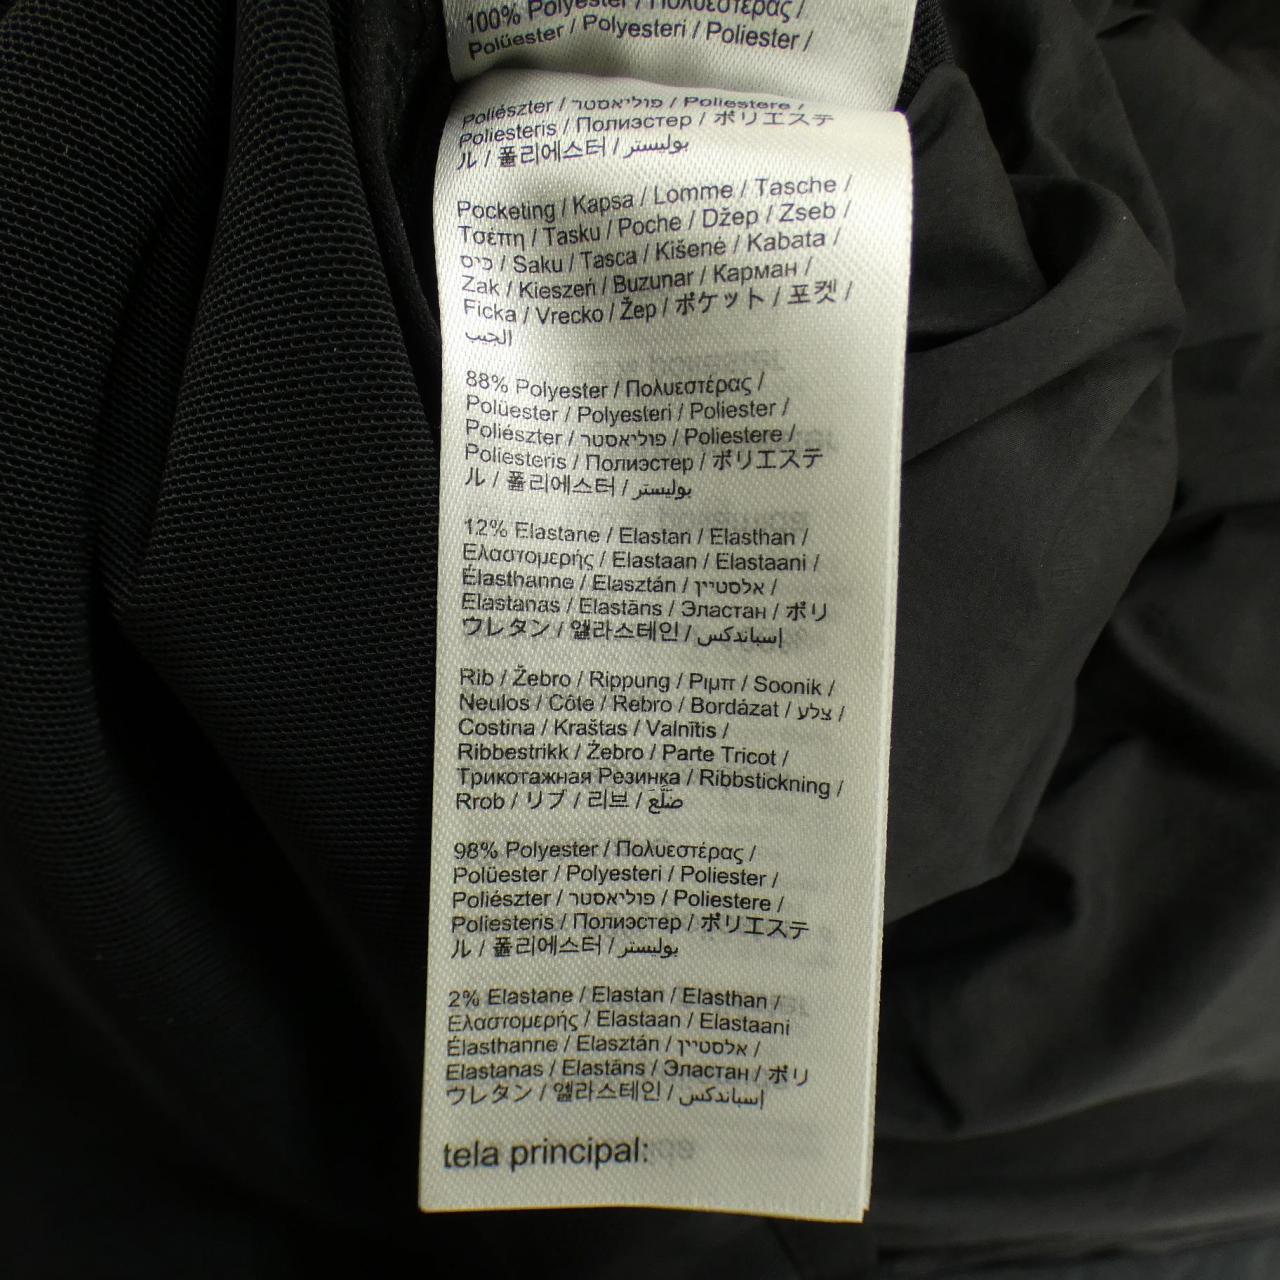 100% Polyester / Πολυεστέρας /
Polüester / Polyesteri / Poliester /
Poliészter / פוליאסטר / Poliestere /
Poliesteris / Полиэстер / ポリエステ
ル / 폴리에스터 / بوليستر
Pocketing / Kapsa / Lomme / Tasche /
Τσέπη / Tasku / Poche / Džep / Zseb /
כיס / Saku / Tasca / Kišenė / Kabata /
Zak / Kieszeń / Buzunar / Карман /
Ficka / Vrecko / Žep / ポケット / 포켓 /
الجيب
88% Polyester / Πολυεστέρας /
Polüester / Polyesteri / Poliester /
Poliészter / פוליאסטר / Poliestere /
Poliesteris / Полиэстер / ポリエステ
ル / 폴리에스터 / بوليستر
12% Elastane / Elastan / Elasthan /
Ελαστομερής / Elastaan / Elastaani /
Élasthanne / Elasztán / אלסטיין /
Elastanas / Elastāns / Эластан / ポリ
ウレタン / 엘라스테인 / إسباندكس
Rib / Žebro / Rippung / Ριμπ / Soonik /
Neulos / Côte / Rebro / Bordázat / צלע /
Costina / Kraštas / Valnītis /
Ribbestrikk / Żebro / Parte Tricot /
Трикотажная Резинка / Ribbstickning /
Rrob / リブ / 리브 / ضَلَّعَ
98% Polyester / Πολυεστέρας /
Polüester / Polyesteri / Poliester /
Poliészter / פוליאסטר / Poliestere /
Poliesteris / Полиэстер / ポリエステ
ル / 폴리에스터 / بوليستر
2% Elastane / Elastan / Elasthan /
Ελαστομερής / Elastaan / Elastaani
Élasthanne / Elasztán / אלסטיין /
Elastanas / Elastāns / Эластан / ポリ
ウレタン / 엘라스테인 / إسباندكس
tela principal: